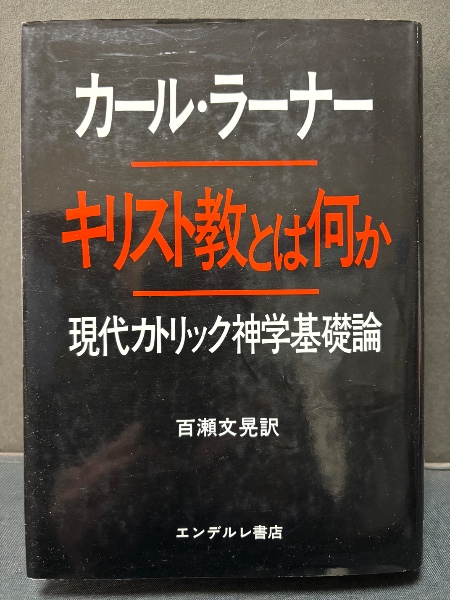 カール・ラーナー
キリスト教とは何か
現代カトリック神学基礎論
百瀬文晃訳
エンデルレ書店